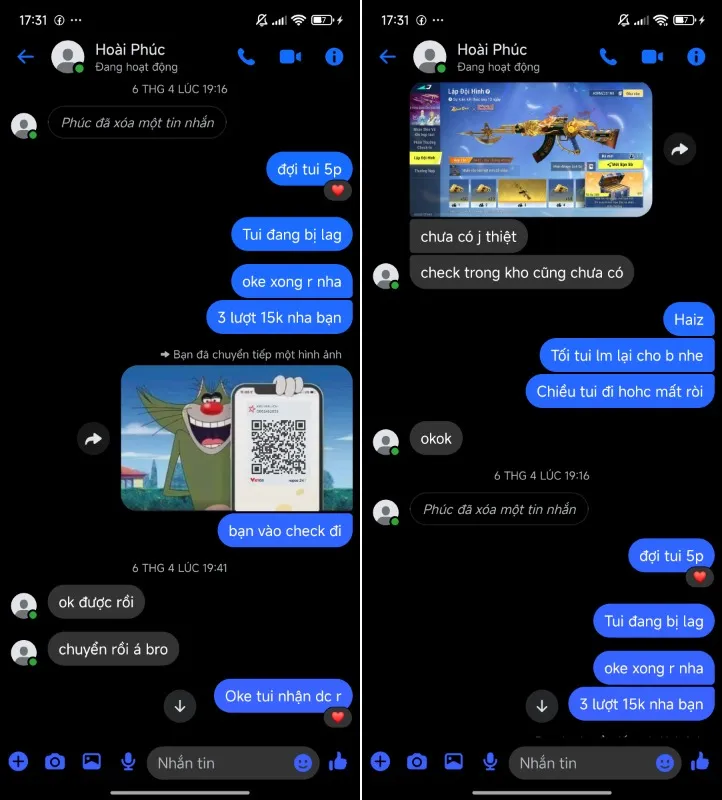 17:31
7
Hoài Phúc
Đang hoạt động
6 THG 4 LÚC 19:16
Phúc đã xóa một tin nhắn
đợi tui 5p
Tui đang bị lag
oke xong r nha
3 lượt 15k nha bạn
Bạn đã chuyển tiếp một hình ảnh
bạn vào check đi
6 THG 4 LÚC 19:41
ok được rồi
chuyển rồi á bro
Oke tui nhận dc r
Nhắn tin
17:31
7
Hoài Phúc
Đang hoạt động
Lập Đội Hình
Lập Đội Hình
chưa có j thiệt
check trong kho cũng chưa có
Haiz
Tối tui lm lại cho b nhe
Chiều tui đi hohc mất ròi
okok
6 THG 4 LÚC 19:16
Phúc đã xóa một tin nhắn
đợi tui 5p
Tui đang bị lag
oke xong r nha
3 lượt 15k nha bạn
Nhắn tin